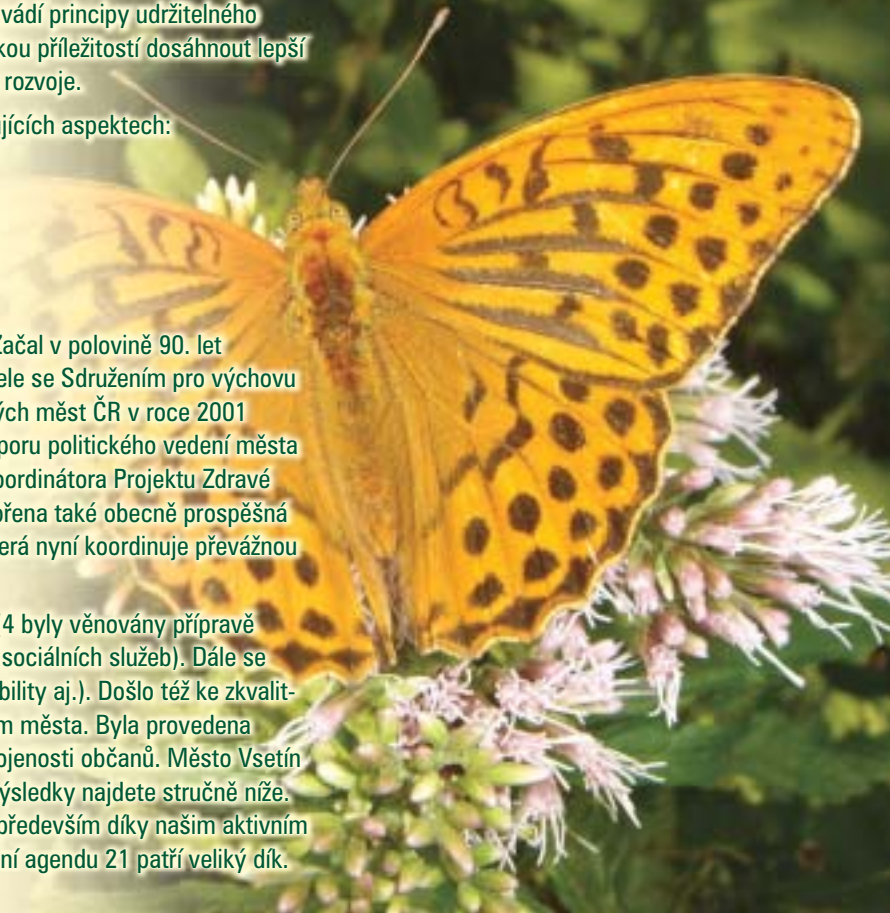 vádí principy udržitelného
kou příležitostí dosáhnout lepší
rozvoje.
jících aspektech:
Začal v polovině 90. let
ele se Sdružením pro výchovu
ých měst ČR v roce 2001
poru politického vedení města
oordinátora Projektu Zdravé
ořena také obecně prospěšná
erá nyní koordinuje převážnou
4 byly věnovány přípravě
sociálních služeb). Dále se
bility aj.). Došlo též ke zkvalit-
m města. Byla provedena
ojenosti občanů. Město Vsetín
ýsledky najdete stručně níže.
především díky našim aktivním
ní agendu 21 patří veliký dík.